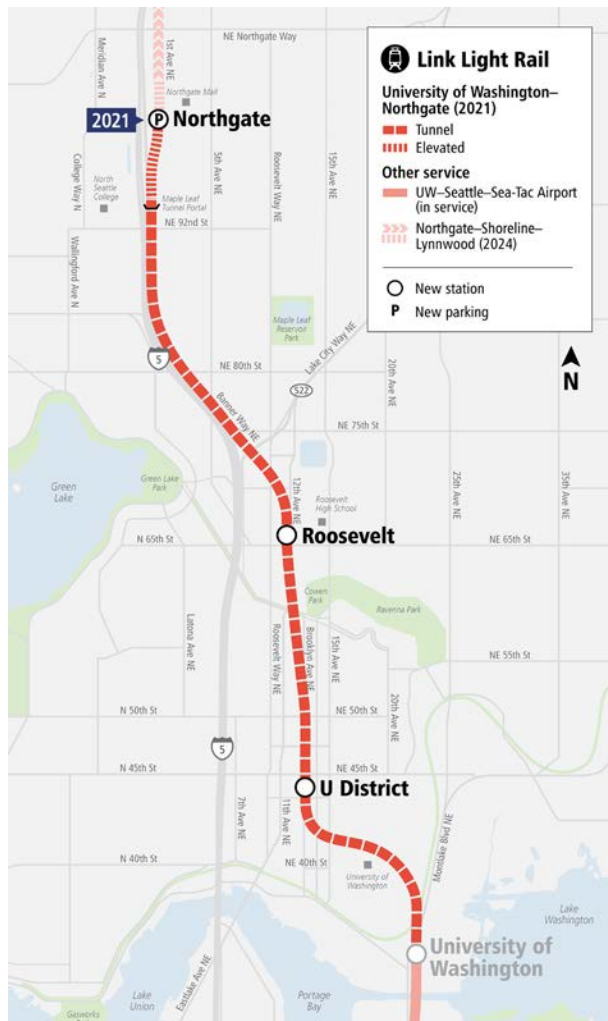 Link Light Rail
University of Washington–
Northgate (2021)
Tunnel
Elevated
Other service
UW–Seattle–Sea-Tac Airport
(in service)
Northgate–Shoreline–
Lynnwood (2024)
New station
P New parking
N
NE Northgate Way
Meridian Ave N
1st Ave NE
Northgate Mall
2021
P Northgate
College Way N
5th Ave NE
Roosevelt Way NE
15th Ave NE
North
Seattle
College
Maple Leaf
Tunnel Portal
NE 92nd St
Wallingford Ave N
Maple Leaf
Reservoir
Park
Lake City Way NE
5
NE 80th St
20th Ave NE
522
Banner Way NE
NE 75th St
Green
Lake
Green Lake
Park
12th Ave NE
Roosevelt
High School
25th Ave NE
35th Ave NE
Roosevelt
N 65th St
NE 65th St
Cowen
Park
Ravenna Park
Latona Ave NE
Roosevelt Way NE
Brooklyn Ave NE
15th Ave NE
NE 55th St
20th Ave NE
N 50th St
NE 50th St
5
N 45th St
NE 45th St
U District
7th Ave NE
11th Ave NE
Montlake Blvd NE
N 40th St
NE 40th St
University of
Washington
Lake
Washington
University of
Washington
Eastlake Ave NE
Lake
Union
Portage
Bay
Gasworks